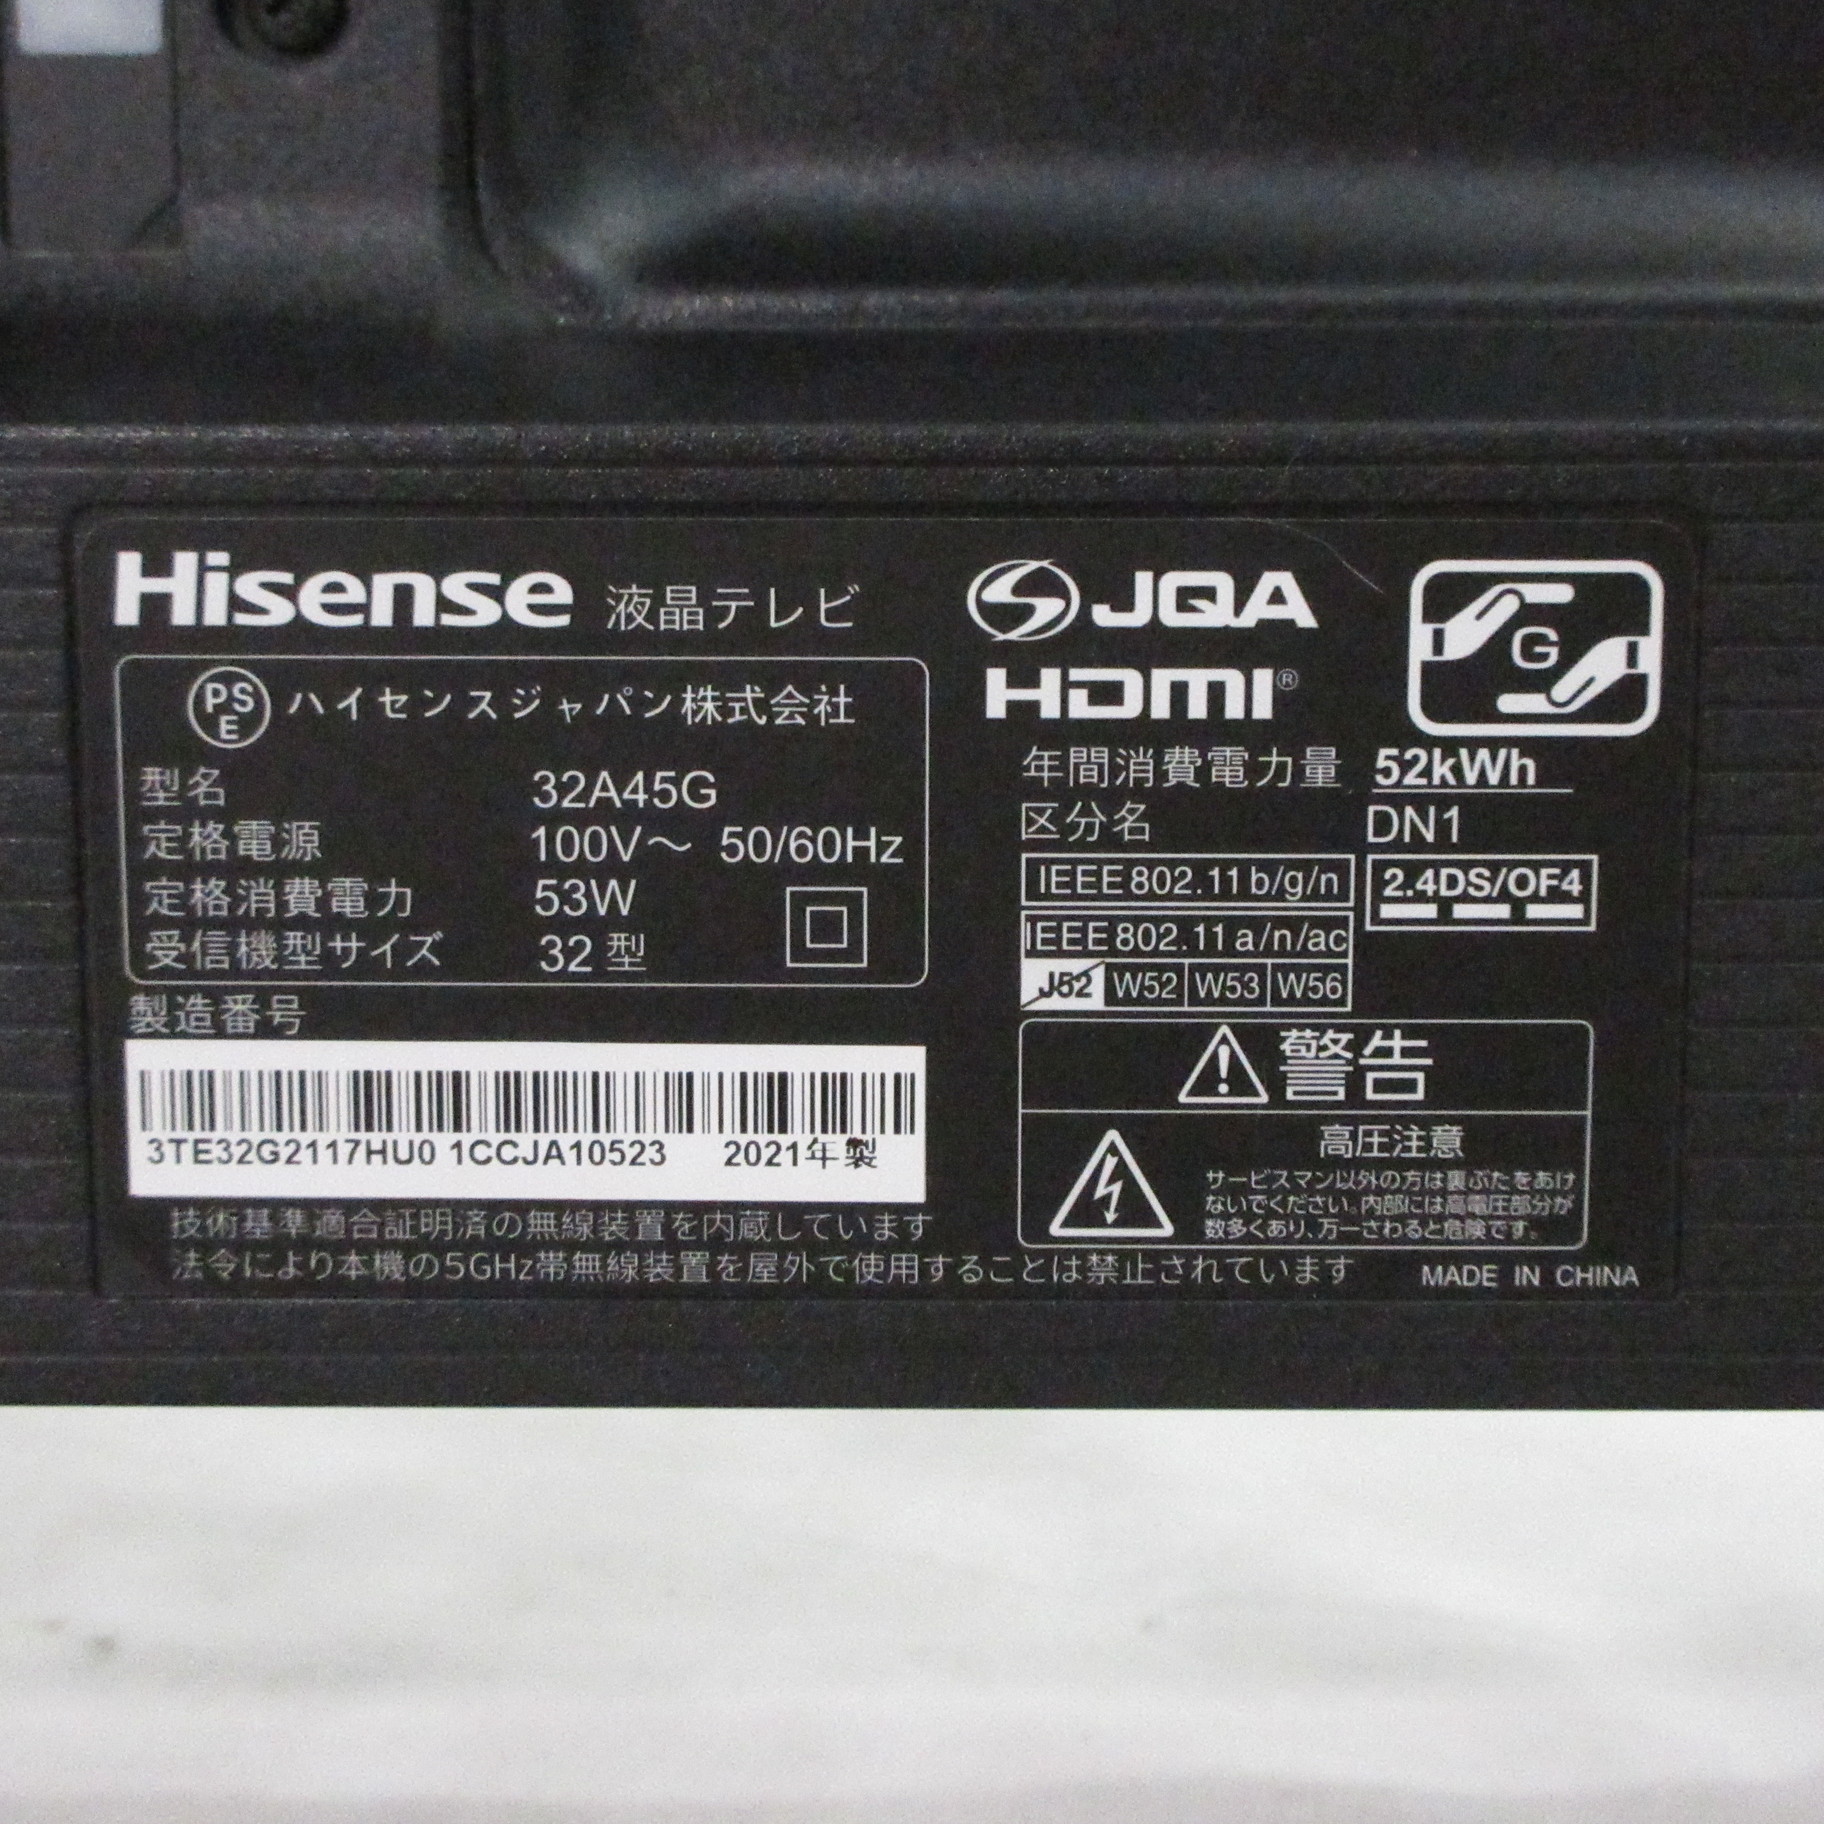 Hisense 液晶テレビ
PSE ハイセンスジャパン株式会社
型名 32A45G
定格電源 100V～ 50/60Hz
定格消費電力 53W
受信機型サイズ 32 型
製造番号
3TE32G2117HU0 1CCJA10523 2021年製
JQA
HDMI®
G
年間消費電力量 52kWh
区分名 DN1
IEEE802.11b/g/n 2.4DS/OF4
IEEE802.11a/n/ac
J52 W52 W53 W56
警告
高圧注意
サービスマン以外の方は裏ぶたをあけ
ないでください。内部には高電圧部分が
数多くあり、万一さわると危険です。
技術基準適合証明済の無線装置を内蔵しています
法令により本機の5GHz帯無線装置を屋外で使用することは禁止されています
MADE IN CHINA